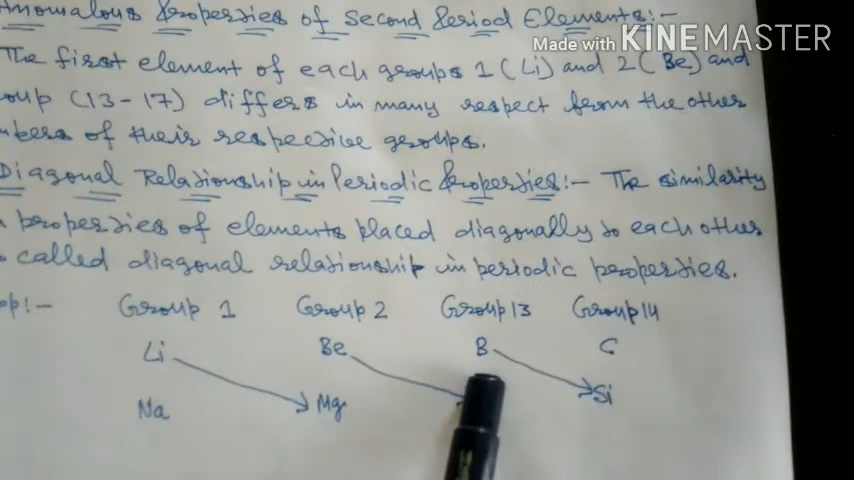 Anomalous Properties of Second Period Elements:-
Made with KINEMASTER
The first element of each groups 1 (Li) and 2 (Be) and
oup (13-17) differs in many respect from the other
mbers of their respective groups.
Diagonal Relationship in Periodic Properties:- The similarity
n properties of elements placed diagonally to each other
called diagonal relationship in periodic properties.
Group 1 Group 2 Group 13 Group 14
Li Be B C
Na Mg Si